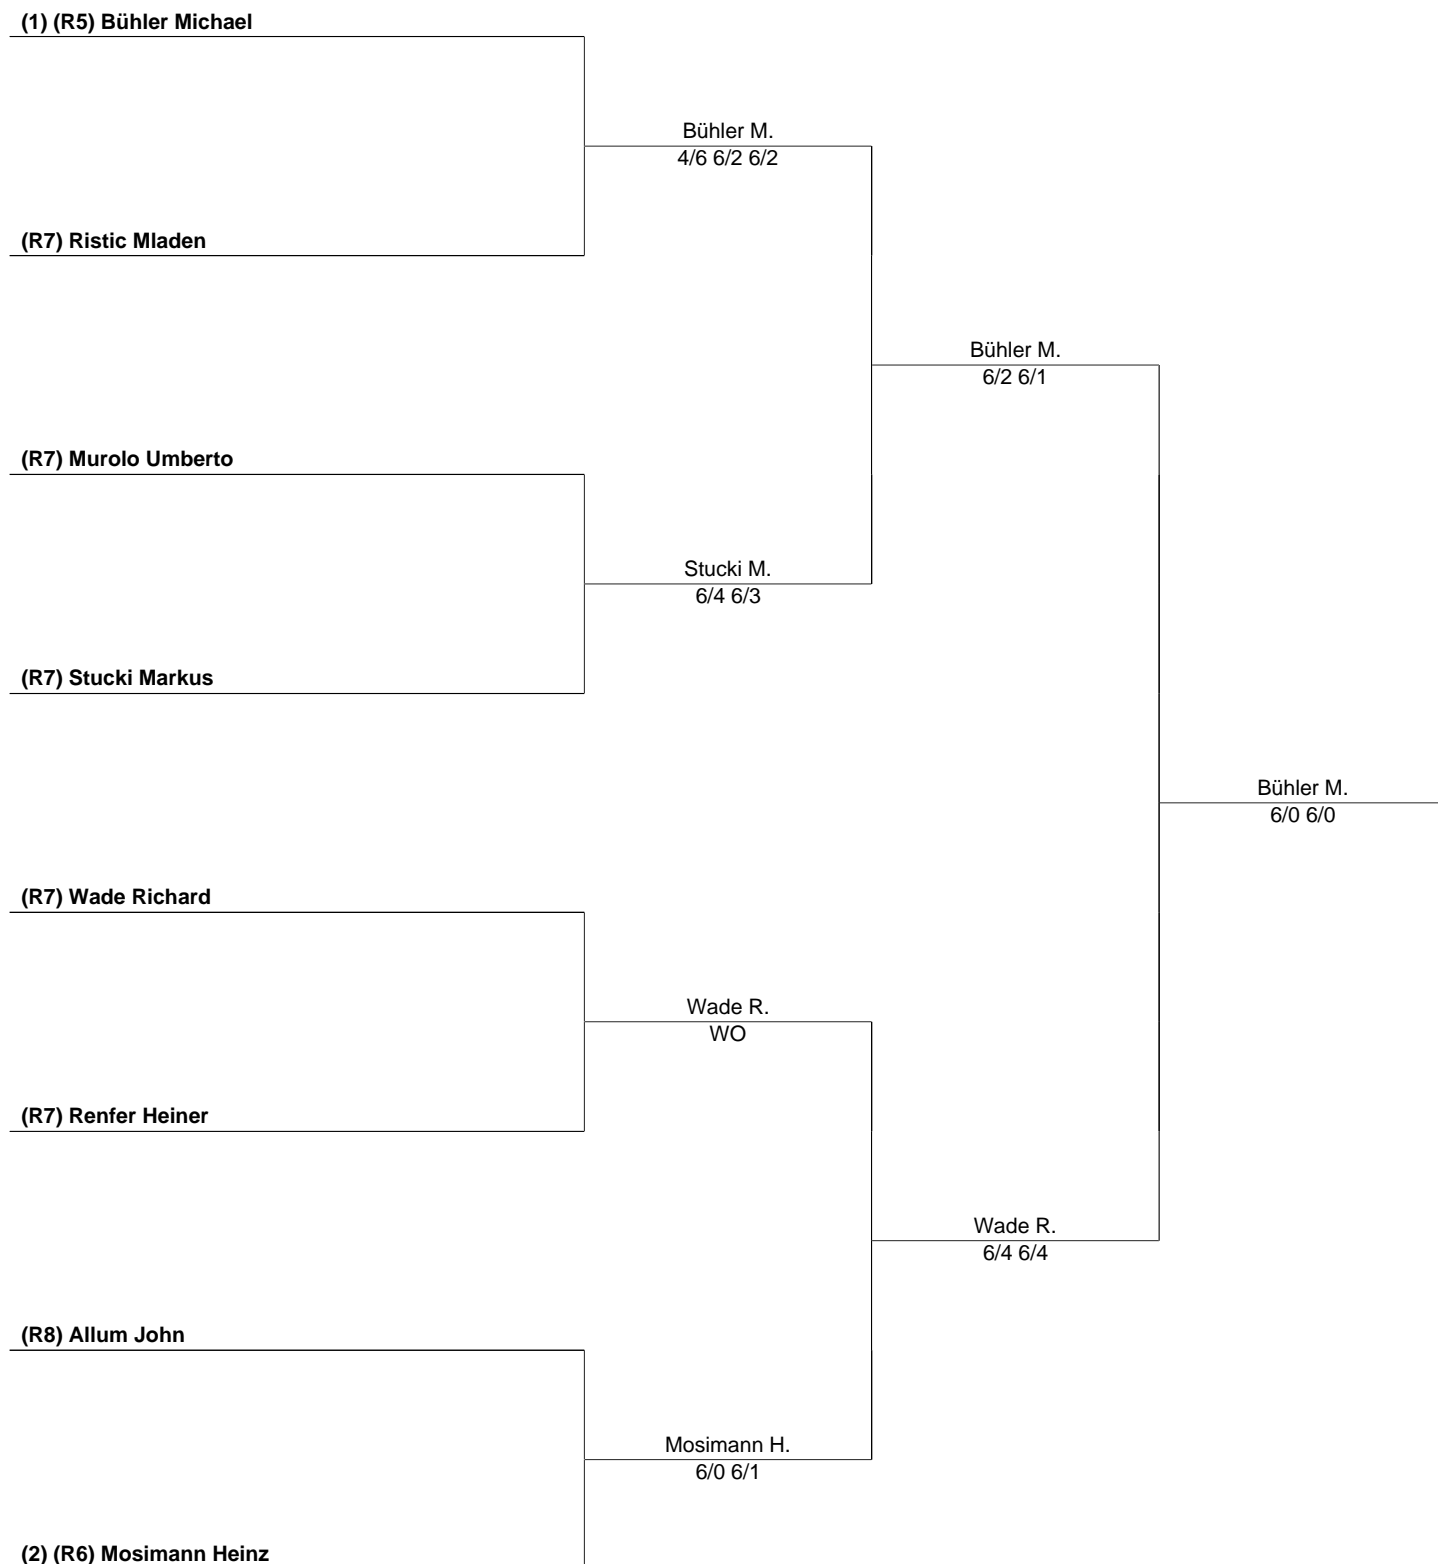 (1) (R5) Bühler Michael
Bühler M.
4/6 6/2 6/2
(R7) Ristic Mladen
Bühler M.
6/2 6/1
(R7) Murolo Umberto
Stucki M.
6/4 6/3
(R7) Stucki Markus
Bühler M.
6/0 6/0
(R7) Wade Richard
Wade R.
WO
(R7) Renfer Heiner
Wade R.
6/4 6/4
(R8) Allum John
Mosimann H.
6/0 6/1
(2) (R6) Mosimann Heinz